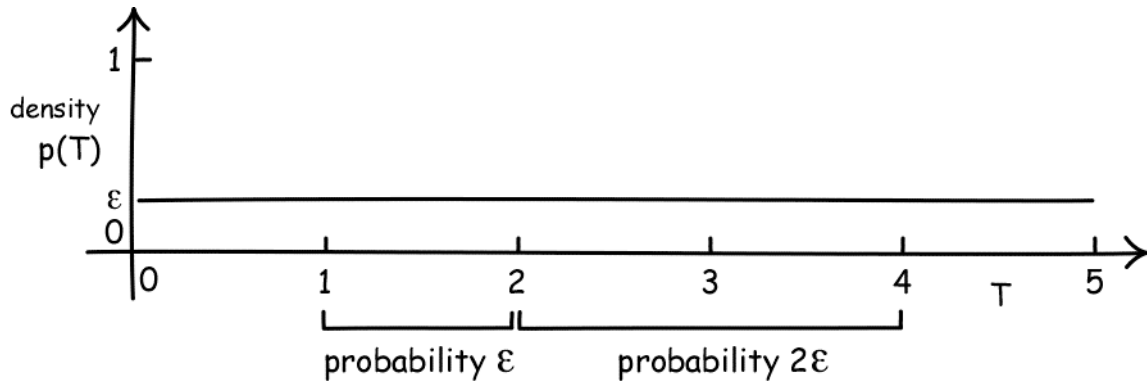 1
density
p(T)
ε
0
0 1 2 3 4 T 5
probability ε probability 2ε